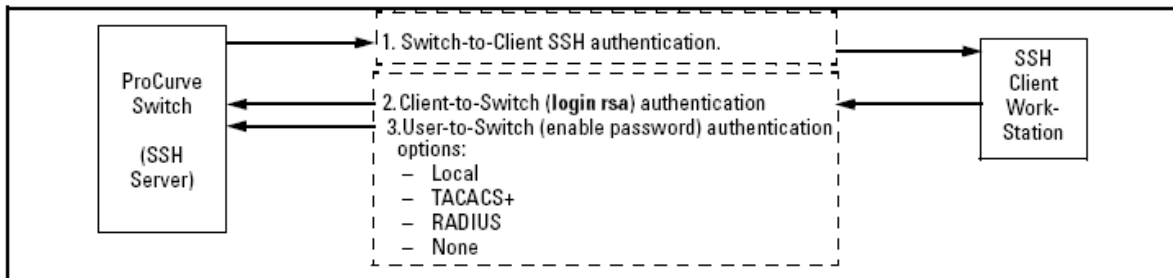 ProCurve
Switch
(SSH
Server)
1. Switch-to-Client SSH authentication.
2. Client-to-Switch (login rsa) authentication
3.User-to-Switch (enable password) authentication
options:
– Local
– TACACS+
– RADIUS
– None
SSH
Client
Work-
Station